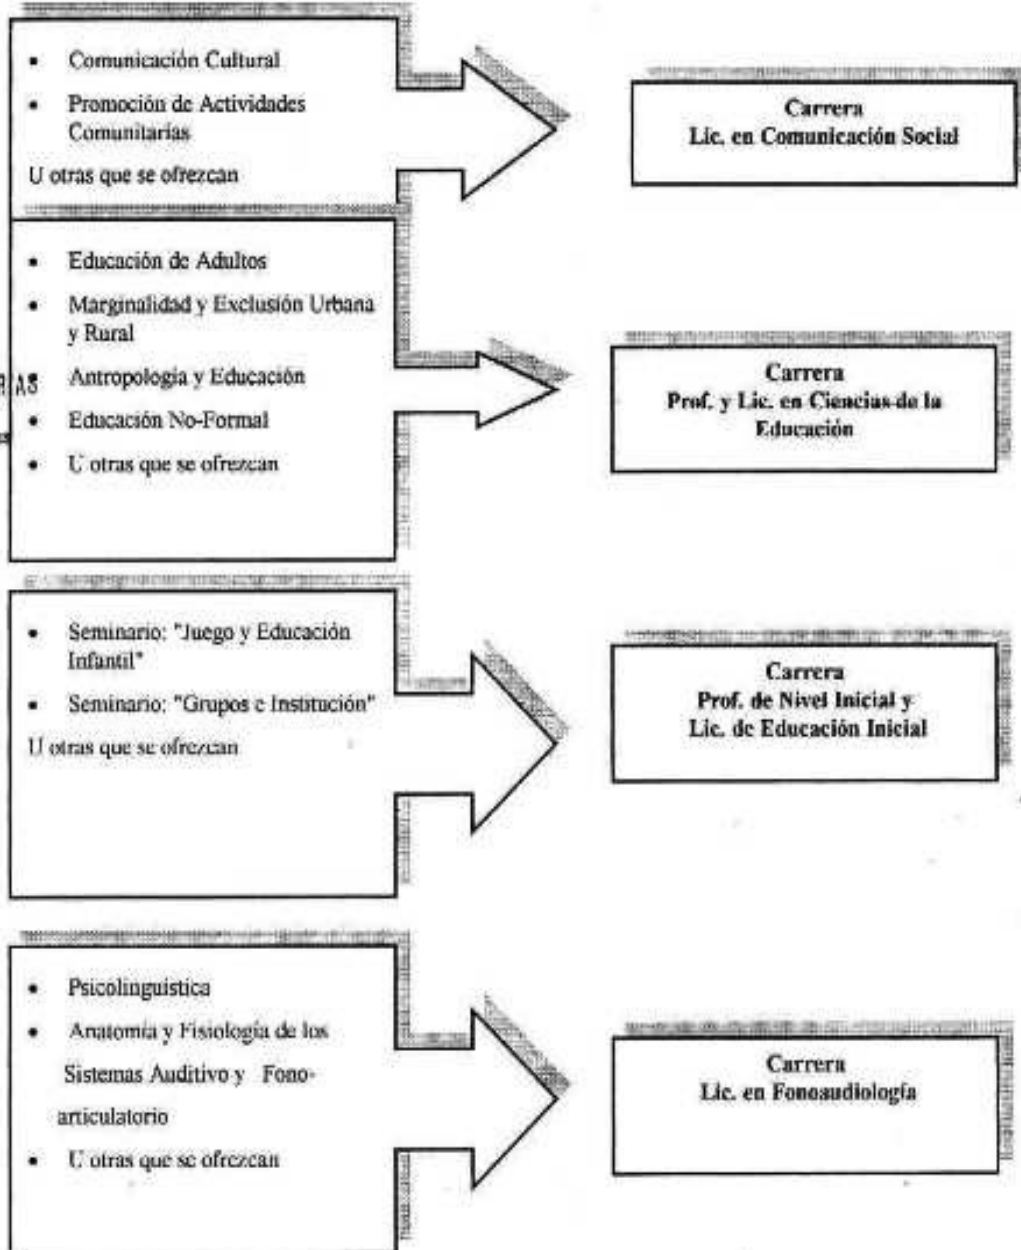 • Comunicación Cultural
• Promoción de Actividades
Comunitarias
U otras que se ofrezcan
Carrera
Lic. en Comunicación Social
• Educación de Adultos
• Marginalidad y Exclusión Urbana
y Rural
• Antropología y Educación
• Educación No-Formal
• U otras que se ofrezcan
Carrera
Prof. y Lic. en Ciencias de la
Educación
• Seminario: "Juego y Educación
Infantil"
• Seminario: "Grupos e Institución"
U otras que se ofrezcan
Carrera
Prof. de Nivel Inicial y
Lic. de Educación Inicial
• Psicolinguistica
• Anatomía y Fisiología de los
Sistemas Auditivo y Fono-
articulatorio
• U otras que se ofrezcan
Carrera
Lic. en Fonoaudiología